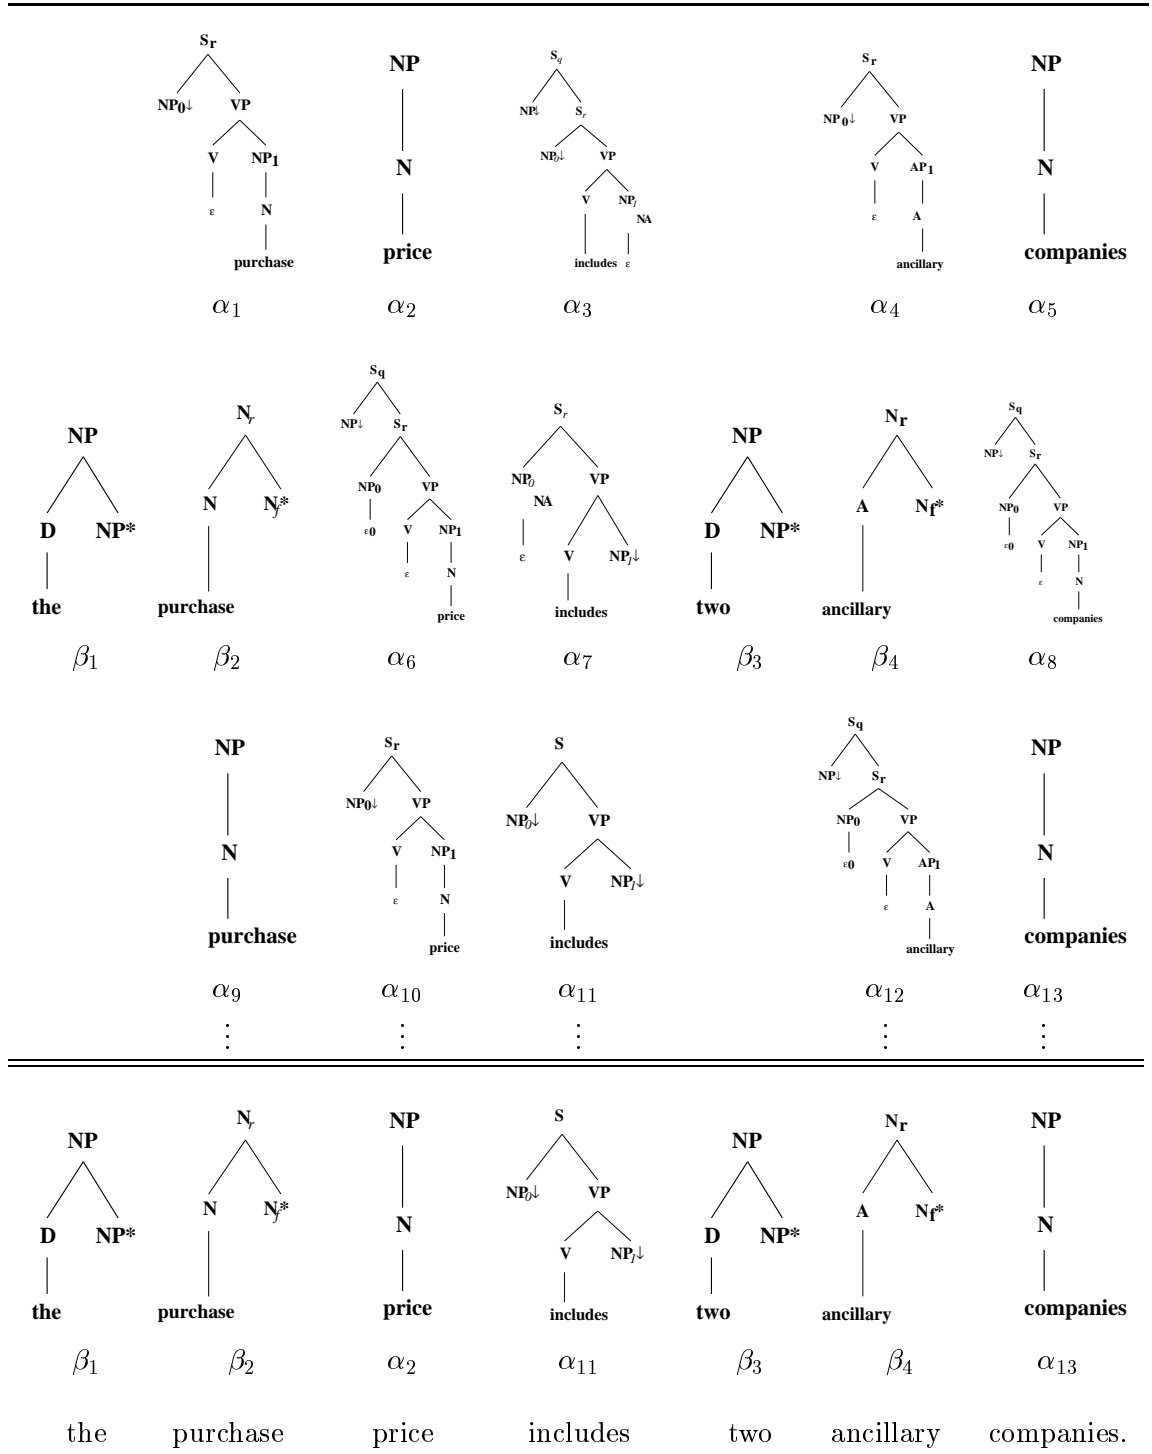 Sr NP Sq Sr NP
NP0↓ VP NP↓ Sr NP0↓ VP
V NP1 N NP0↓ VP V AP1 N
ε N V NP1 NA ε A
purchase price includes ε ancillary companies
α1 α2 α3 α4 α5
NP Nr Sq Sr NP Nr Sq
NP↓ Sr NP↓ Sr
D NP* N Nf* NP0 VP NP0 NA VP D NP* A Nf* NP0 VP
ε0 V NP1 ε V NP1↓ ε0 V NP1
ε N ε N
the purchase price includes two ancillary companies
β1 β2 α6 α7 β3 β4 α8
NP Sr S Sq NP
NP0↓ VP NP0↓ VP NP↓ Sr
N V NP1 V NP1↓ NP0 VP N
ε N ε0 V AP1
ε A
purchase price includes ancillary companies
α9 α10 α11 α12 α13
⋮ ⋮ ⋮ ⋮ ⋮
NP Nr NP S NP Nr NP
D NP* N Nf* N NP0↓ VP D NP* A Nf* N
V NP1↓
the purchase price includes two ancillary companies
β1 β2 α2 α11 β3 β4 α13
the purchase price includes two ancillary companies.